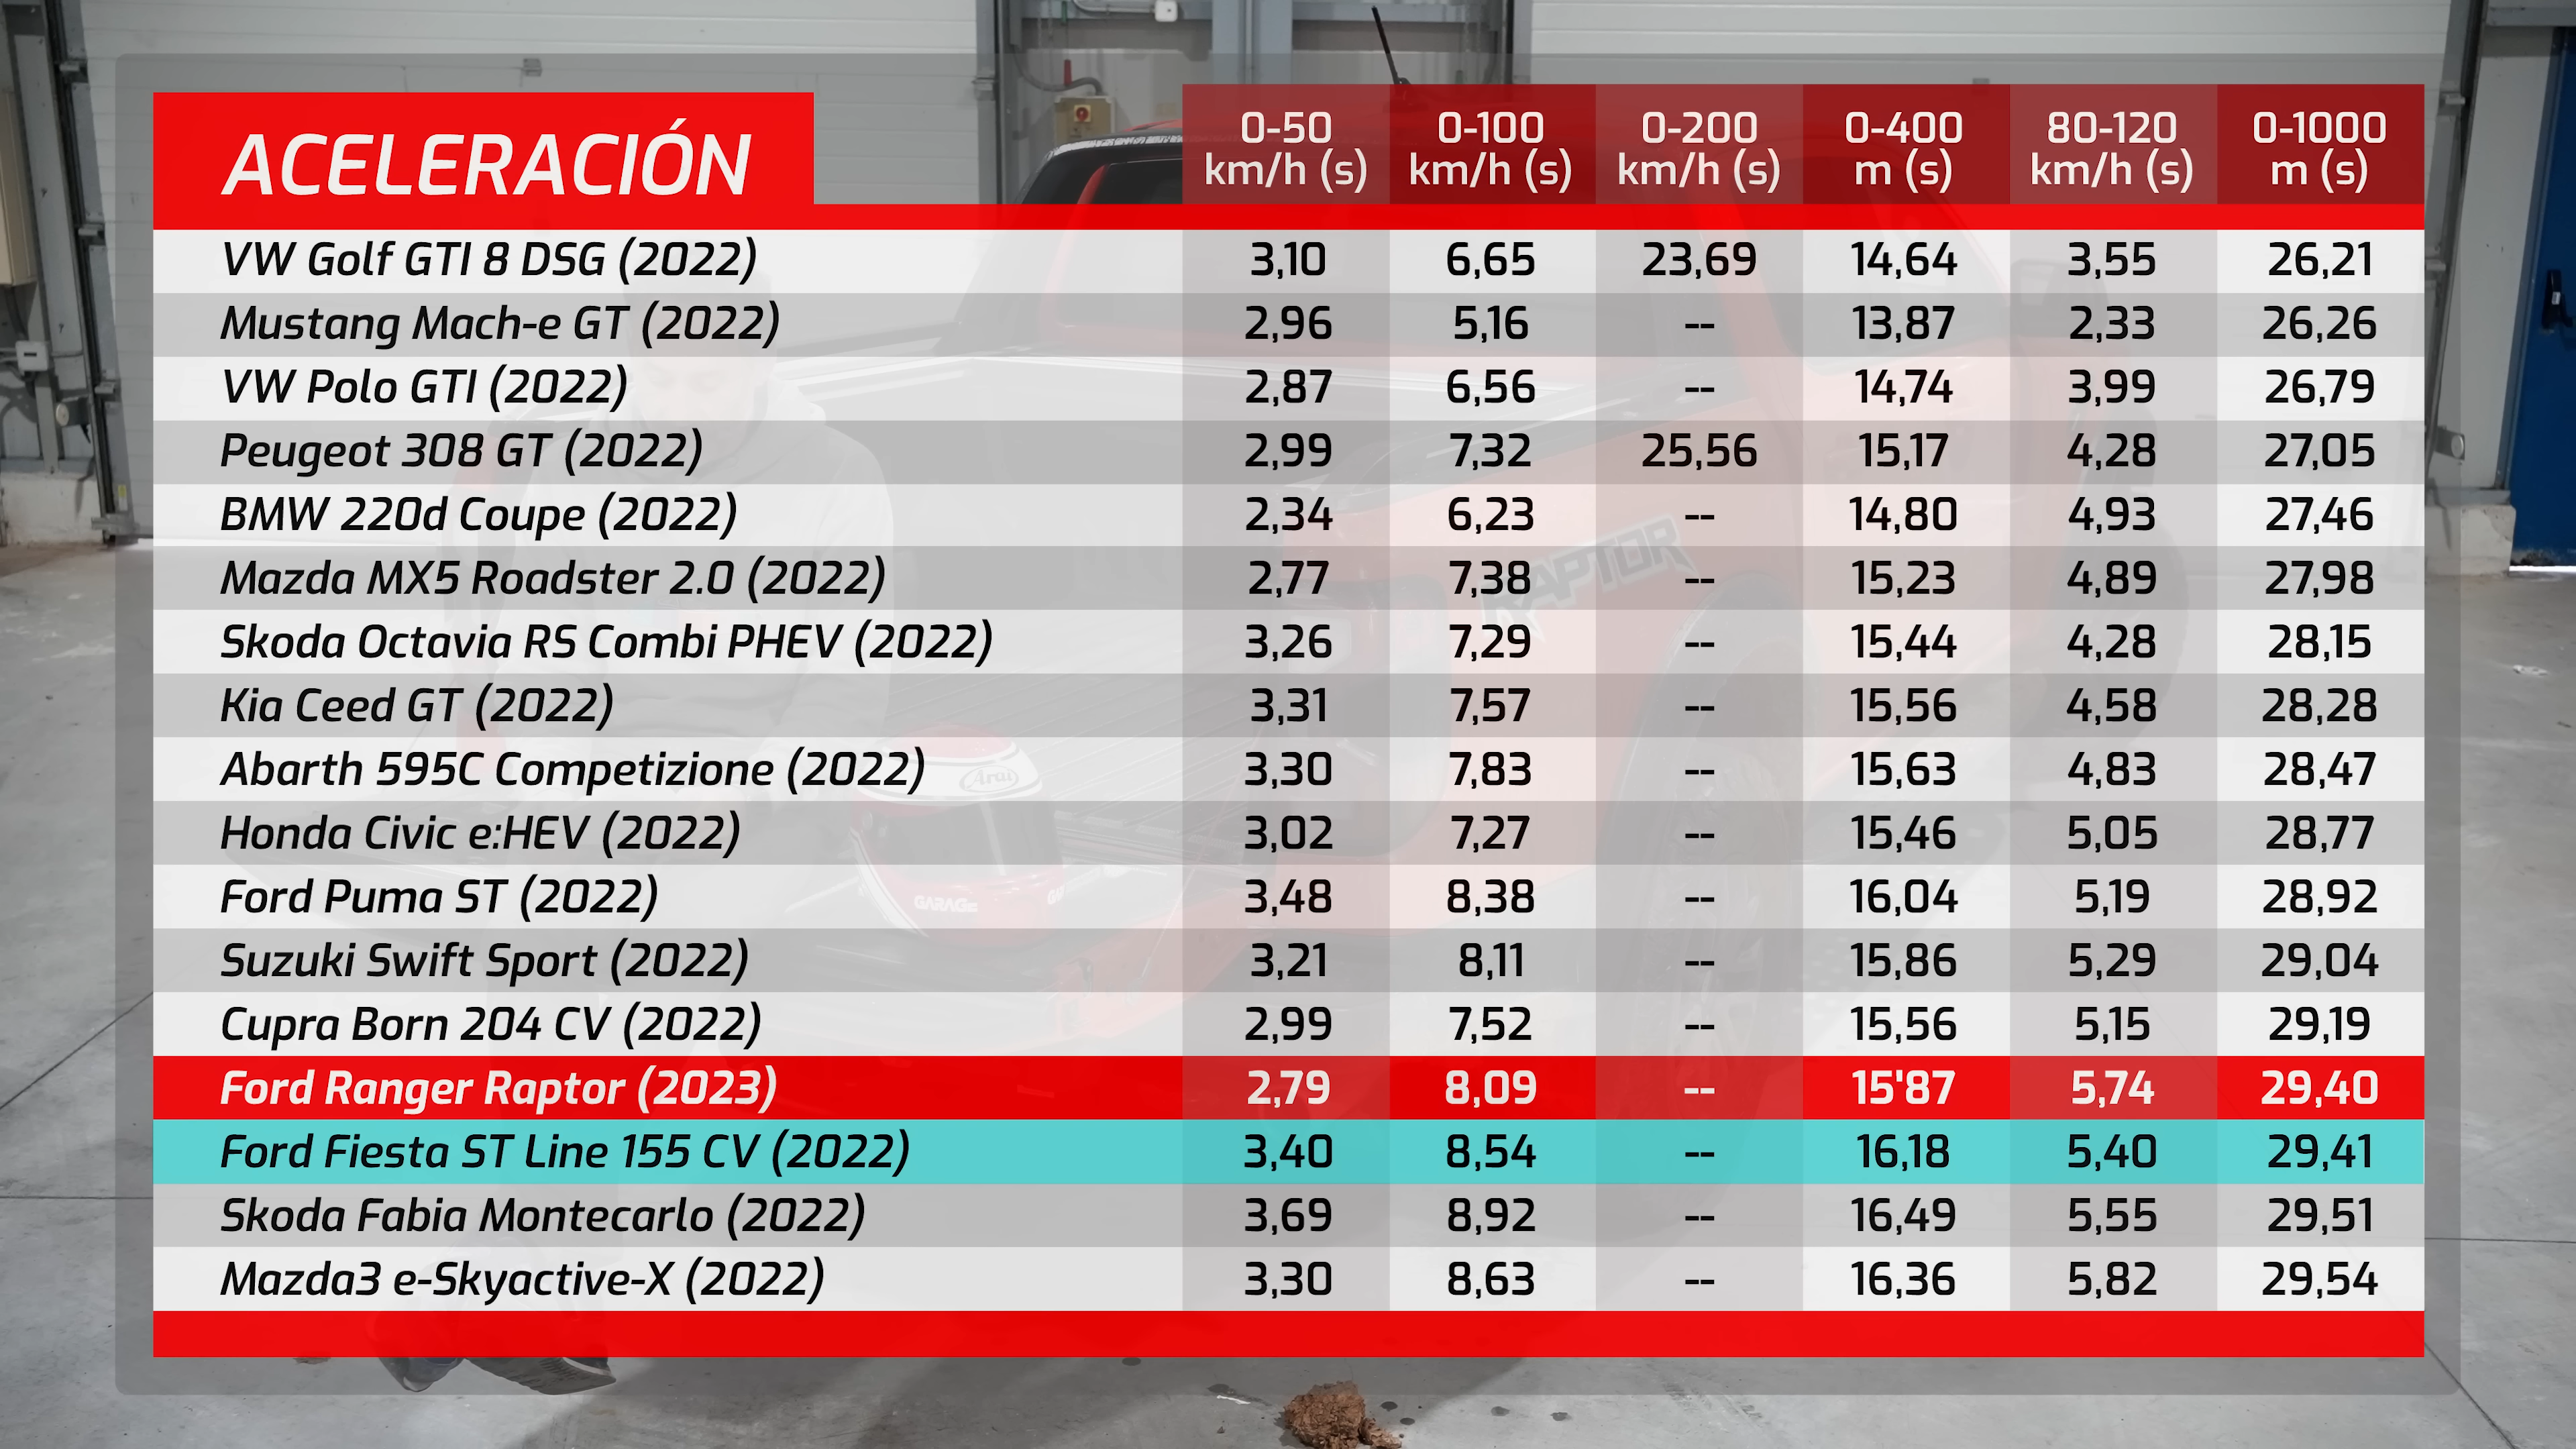 ACELERACIÓN
0-50 km/h (s) 0-100 km/h (s) 0-200 km/h (s) 0-400 m (s) 80-120 km/h (s) 0-1000 m (s)
VW Golf GTI 8 DSG (2022) 3,10 6,65 23,69 14,64 3,55 26,21
Mustang Mach-e GT (2022) 2,96 5,16 -- 13,87 2,33 26,26
VW Polo GTI (2022) 2,87 6,56 -- 14,74 3,99 26,79
Peugeot 308 GT (2022) 2,99 7,32 25,56 15,17 4,28 27,05
BMW 220d Coupe (2022) 2,34 6,23 -- 14,80 4,93 27,46
Mazda MX5 Roadster 2.0 (2022) 2,77 7,38 -- 15,23 4,89 27,98
Skoda Octavia RS Combi PHEV (2022) 3,26 7,29 -- 15,44 4,28 28,15
Kia Ceed GT (2022) 3,31 7,57 -- 15,56 4,58 28,28
Abarth 595C Competizione (2022) 3,30 7,83 -- 15,63 4,83 28,47
Honda Civic e:HEV (2022) 3,02 7,27 -- 15,46 5,05 28,77
Ford Puma ST (2022) 3,48 8,38 -- 16,04 5,19 28,92
Suzuki Swift Sport (2022) 3,21 8,11 -- 15,86 5,29 29,04
Cupra Born 204 CV (2022) 2,99 7,52 -- 15,56 5,15 29,19
Ford Ranger Raptor (2023) 2,79 8,09 -- 15'87 5,74 29,40
Ford Fiesta ST Line 155 CV (2022) 3,40 8,54 -- 16,18 5,40 29,41
Skoda Fabia Montecarlo (2022) 3,69 8,92 -- 16,49 5,55 29,51
Mazda3 e-Skyactive-X (2022) 3,30 8,63 -- 16,36 5,82 29,54
RAPTOR
Arai
GARAGE